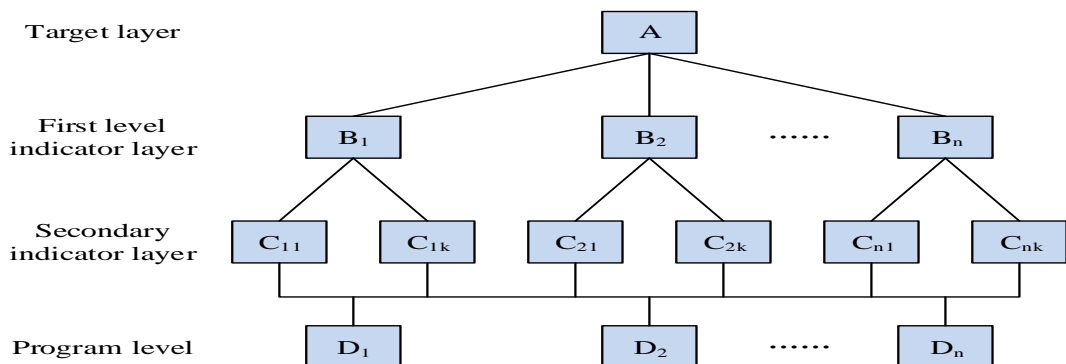 Target layer
A
First level
indicator layer
B₁
B₂
......
Bₙ
Secondary
indicator layer
C₁₁
C₁ₖ
C₂₁
C₂ₖ
Cₙ₁
Cₙₖ
Program level
D₁
D₂
......
Dₙ